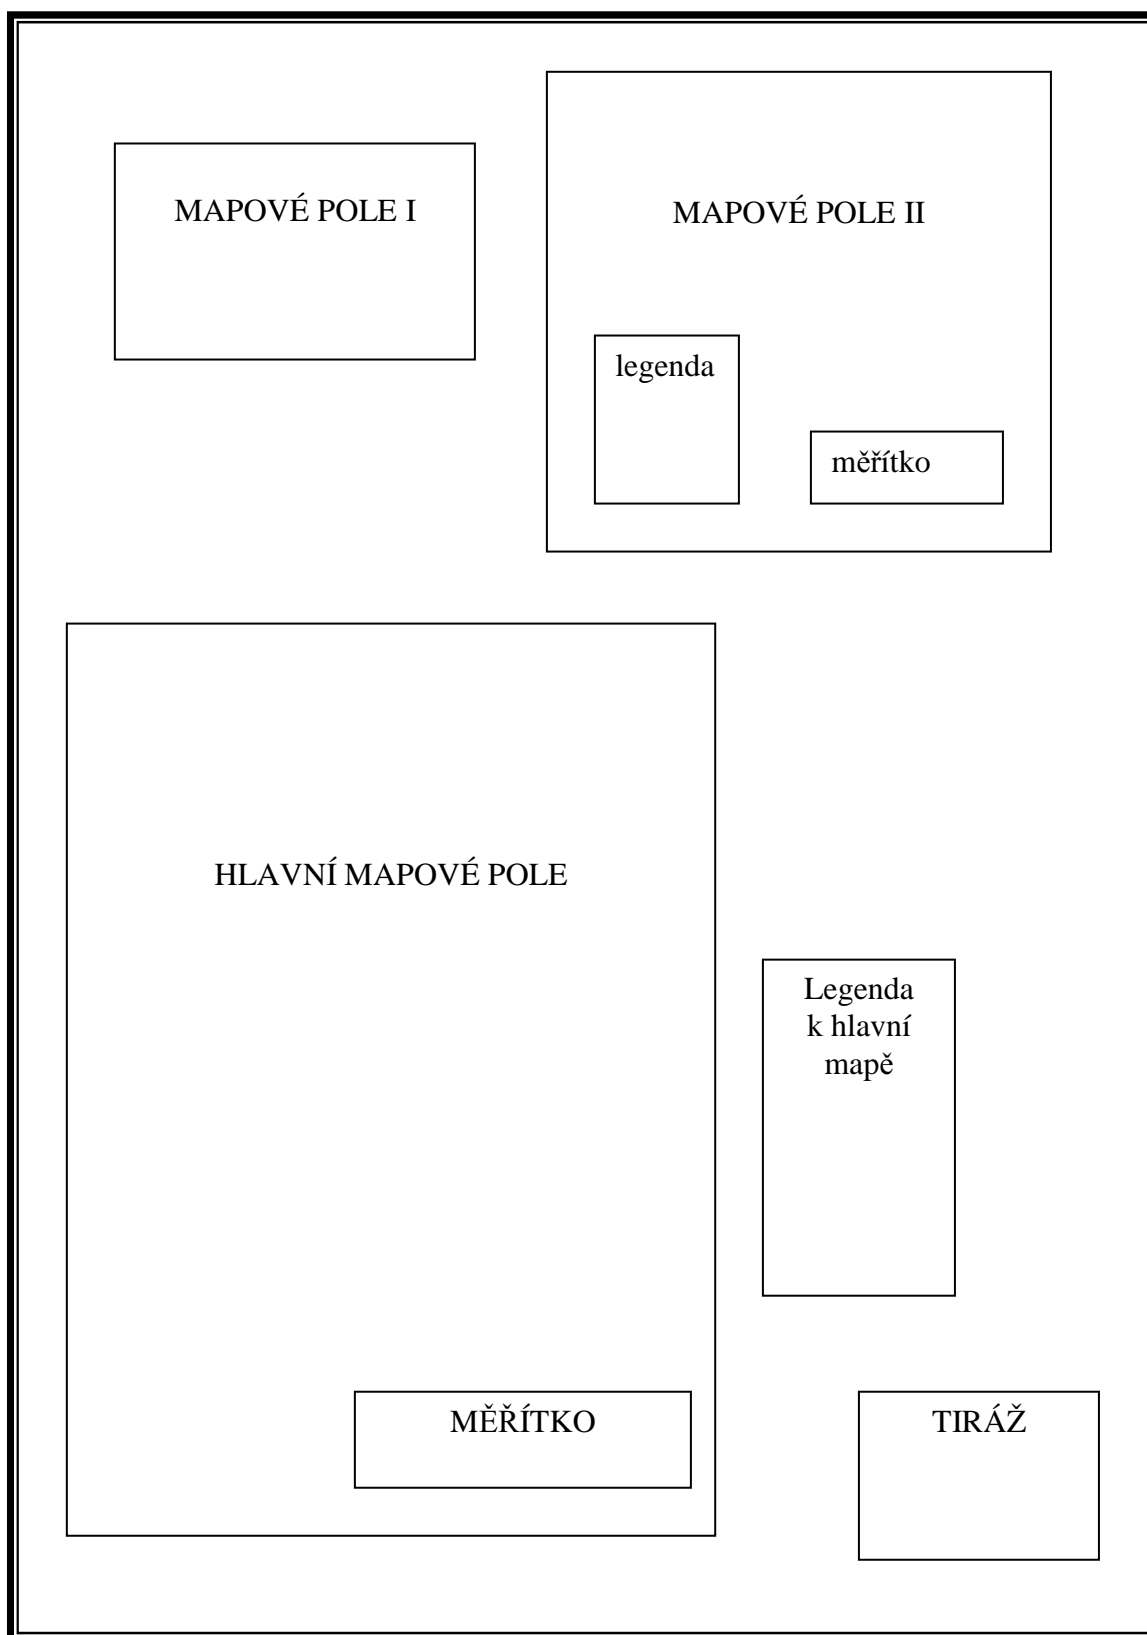 MAPOVÉ POLE I
MAPOVÉ POLE II
legenda
měřítko
HLAVNÍ MAPOVÉ POLE
Legenda
k hlavní
mapě
MĚŘÍTKO
TIRÁŽ